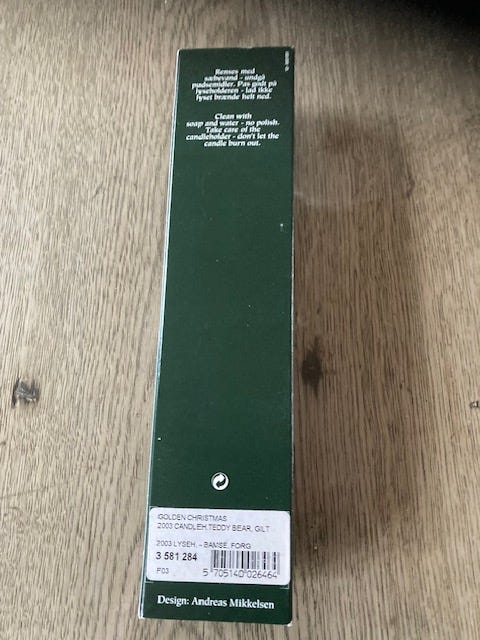 Renses med
sæbevand - undgå
pudsemidler. Pas godt på
lyseholderen - lad ikke
lyset brænde helt ned.
Clean with
soap and water - no polish.
Take care of the
candleholder - don't let the
candle burn out.
GOLDEN CHRISTMAS
2003 CANDLEH,TEDDY BEAR, GILT
2003 LYSEH, - BAMSE, FORG
3 581 284
F03
5 705140 026464
Design: Andreas Mikkelsen